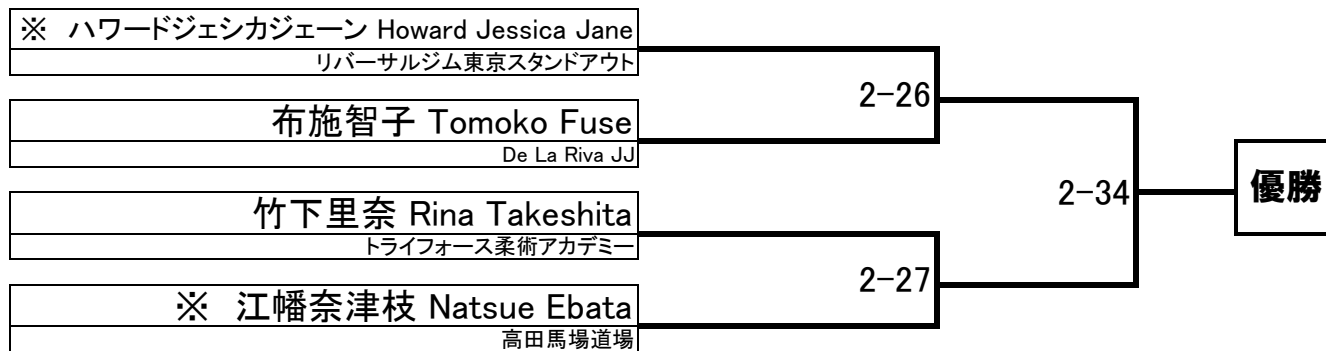 ※　ハワードジェシカジェーン Howard Jessica Jane
リバーサルジム東京スタンドアウト
2-26
布施智子 Tomoko Fuse
De La Riva JJ
2-34
優勝
竹下里奈 Rina Takeshita
トライフォース柔術アカデミー
2-27
※　江幡奈津枝 Natsue Ebata
高田馬場道場